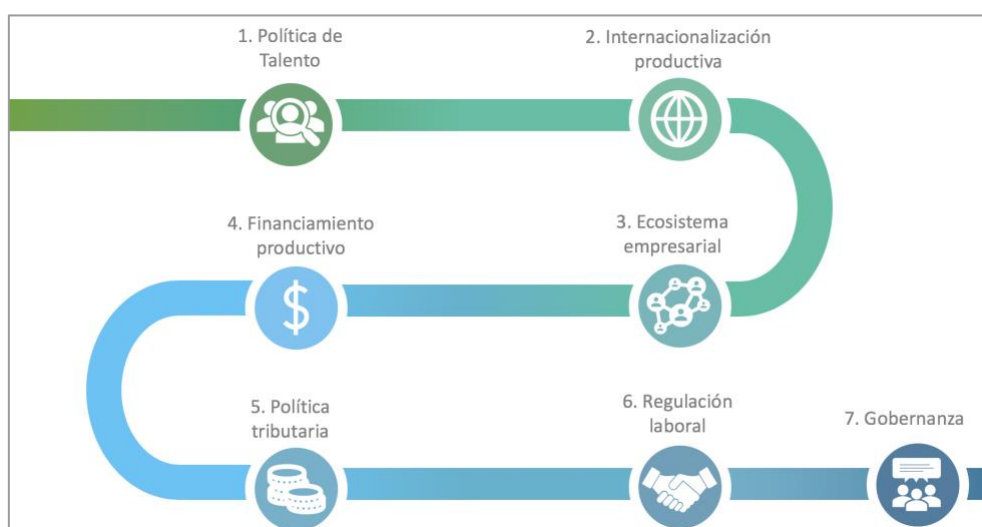 1. Política de
Talento
2. Internacionalización
productiva
3. Ecosistema
empresarial
4. Financiamiento
productivo
5. Política
tributaria
6. Regulación
laboral
7. Gobernanza